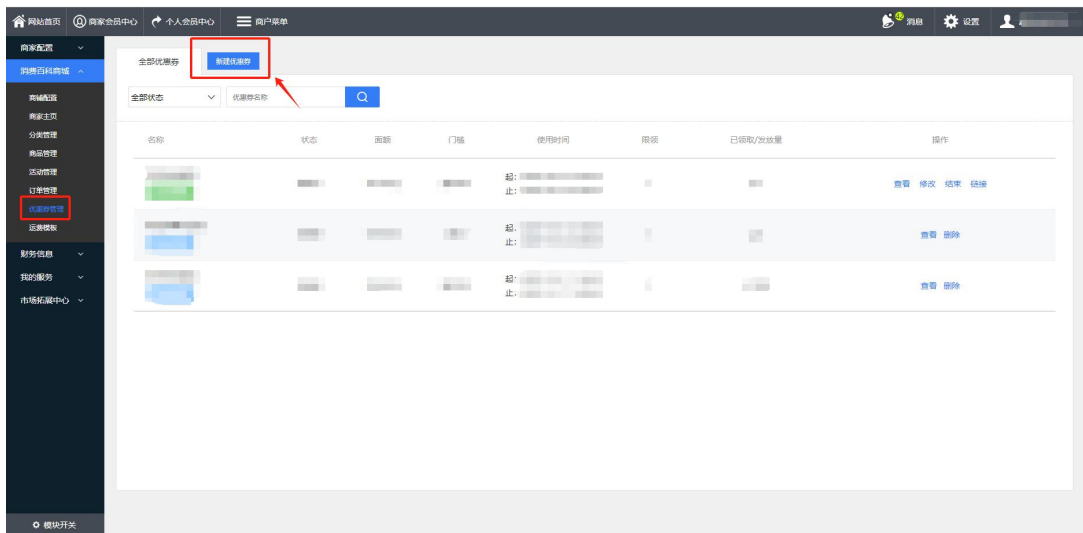 网站首页 商家会员中心 个人会员中心 商户菜单 42 消息 设置
商家配置
消费百科商城
商铺配置
商家主页
分类管理
商品管理
活动管理
订单管理
优惠券管理
运费模板
财务信息
我的服务
市场拓展中心
模块开关
全部优惠券 新建优惠券
全部状态 优惠券名称
名称 状态 面额 门槛 使用时间 限领 已领取/发放量 操作
起:
止:
查看 修改 结束 链接
起:
止:
查看 删除
起:
止:
查看 删除